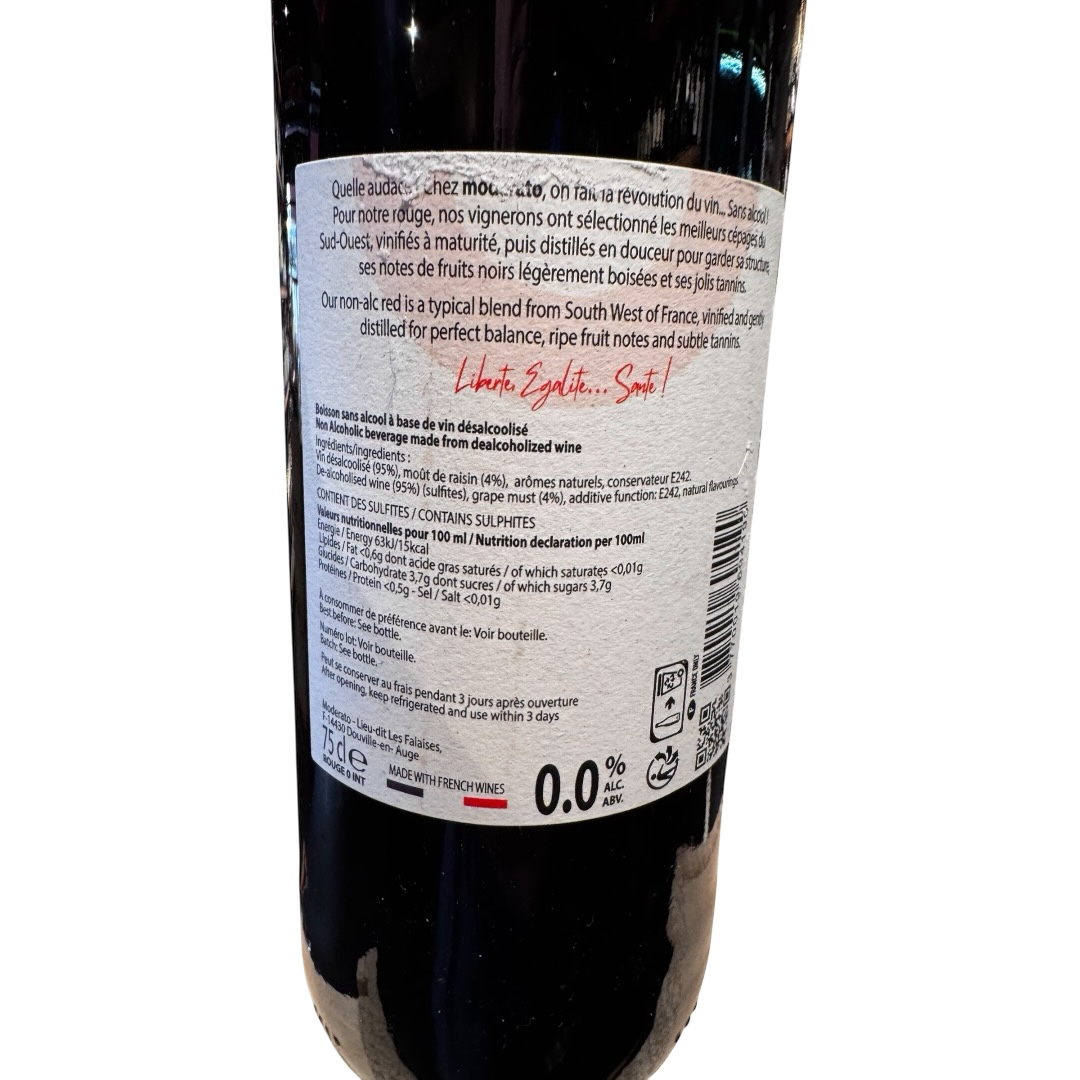 Quelle audace ! Chez moderato, on fait la révolution du vin... Sans alcool !
Pour notre rouge, nos vignerons ont sélectionné les meilleurs cépages du
Sud-Ouest, vinifiés à maturité, puis distillés en douceur pour garder sa structure,
ses notes de fruits noirs légèrement boisées et ses jolis tannins.
Our non-alc red is a typical blend from South West of France, vinified and gently
distilled for perfect balance, ripe fruit notes and subtle tannins.
Liberte, Egalite... Sante !
Boisson sans alcool à base de vin désalcoolisé
Non Alcoholic beverage made from dealcoholized wine
Ingrédients/ingredients :
Vin désalcoolisé (95%), moût de raisin (4%), arômes naturels, conservateur E242.
De-alcoholised wine (95%) (sulfites), grape must (4%), additive function: E242, natural flavourings.
CONTIENT DES SULFITES / CONTAINS SULPHITES
Valeurs nutritionnelles pour 100 ml / Nutrition declaration per 100ml
Energie / Energy 63kJ/15kcal
Lipides / Fat <0,6g dont acide gras saturés / of which saturates <0,01g
Glucides / Carbohydrate 3,7g dont sucres / of which sugars 3,7g
Protéines / Protein <0,5g - Sel / Salt <0,01g
À consommer de préférence avant le: Voir bouteille.
Best before: See bottle.
Numéro lot: Voir bouteille.
Batch: See bottle.
Peut se conserver au frais pendant 3 jours après ouverture
After opening, keep refrigerated and use within 3 days
Moderato - Lieu-dit Les Falaises,
F-14430 Douville-en- Auge
75 cl e
ROUGE 0 INT
MADE WITH FRENCH WINES
0.0% ALC. ABV.
FRANCE ONLY